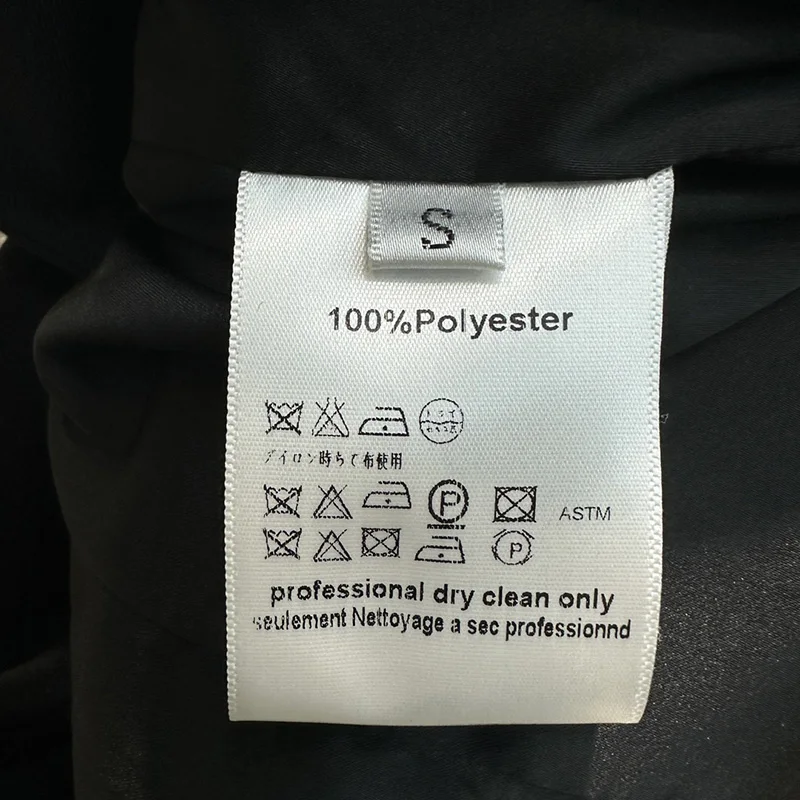 S
100%Polyester
アイロン時ちて布使用
P
ASTM
P
professional dry clean only
seulement Nettoyage a sec professionnd